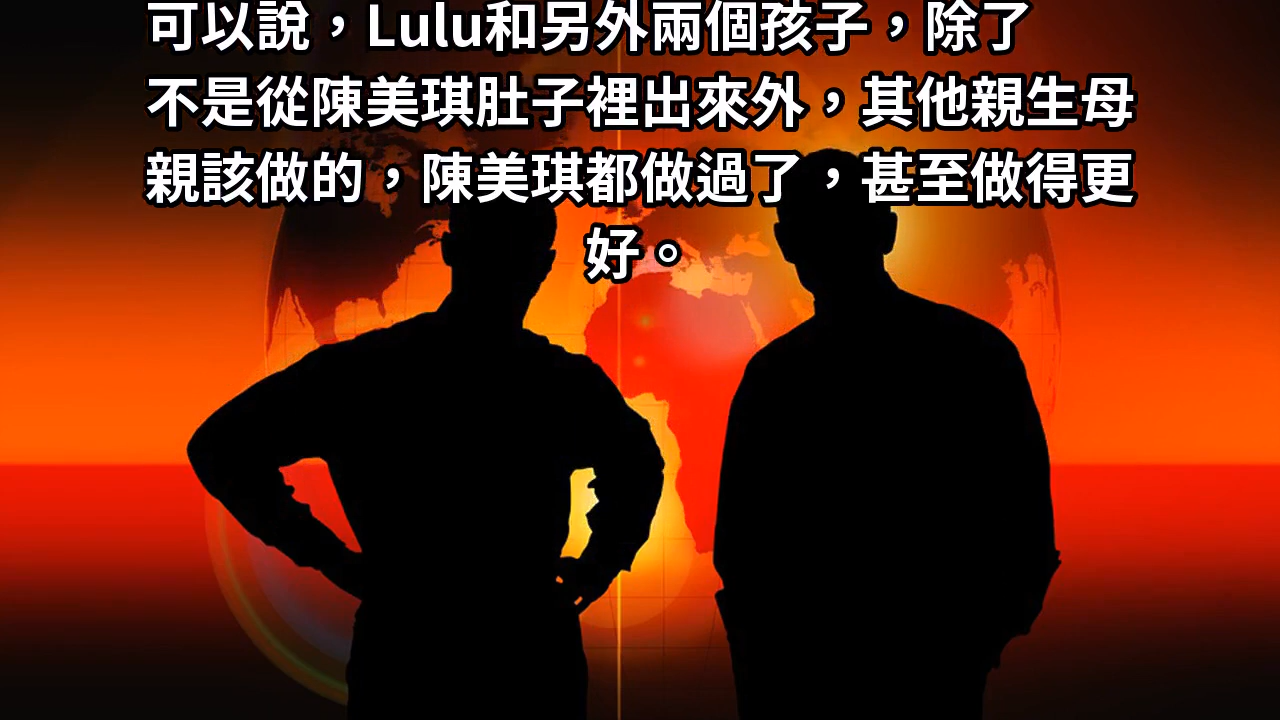 可以說，Lulu和另外兩個孩子，除了
不是從陳美琪肚子裡出來外，其他親生母
親該做的，陳美琪都做過了，甚至做得更
好。